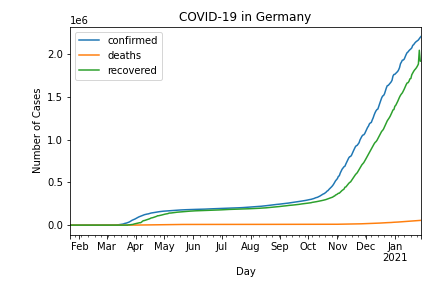 COVID-19 in Germany
1e6
confirmed
deaths
recovered
Number of Cases
2.0
1.5
1.0
0.5
0.0
Feb Mar Apr May Jun Jul Aug Sep Oct Nov Dec Jan
2021
Day